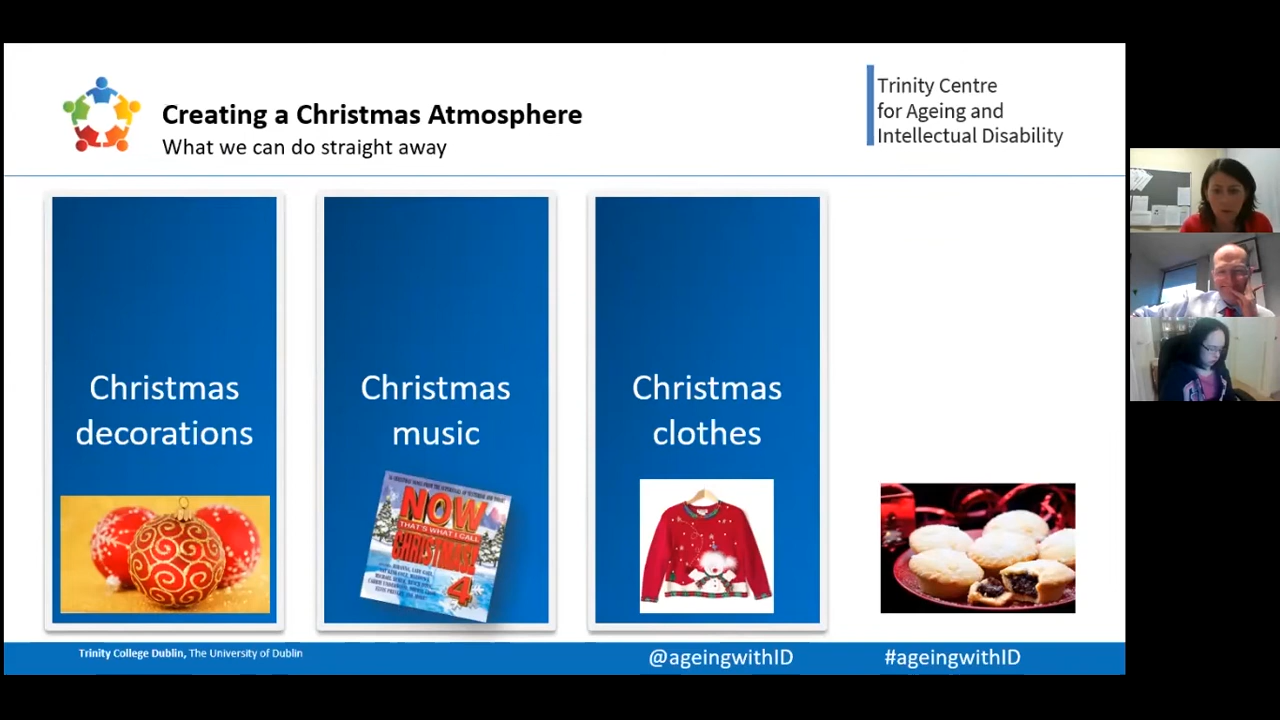 Creating a Christmas Atmosphere
What we can do straight away
Trinity Centre
for Ageing and
Intellectual Disability
Christmas
decorations
Christmas
music
NOW
THAT'S WHAT I CALL
CHRISTMAS!
4
Christmas
clothes
Trinity College Dublin, The University of Dublin
@ageingwithID
#ageingwithID